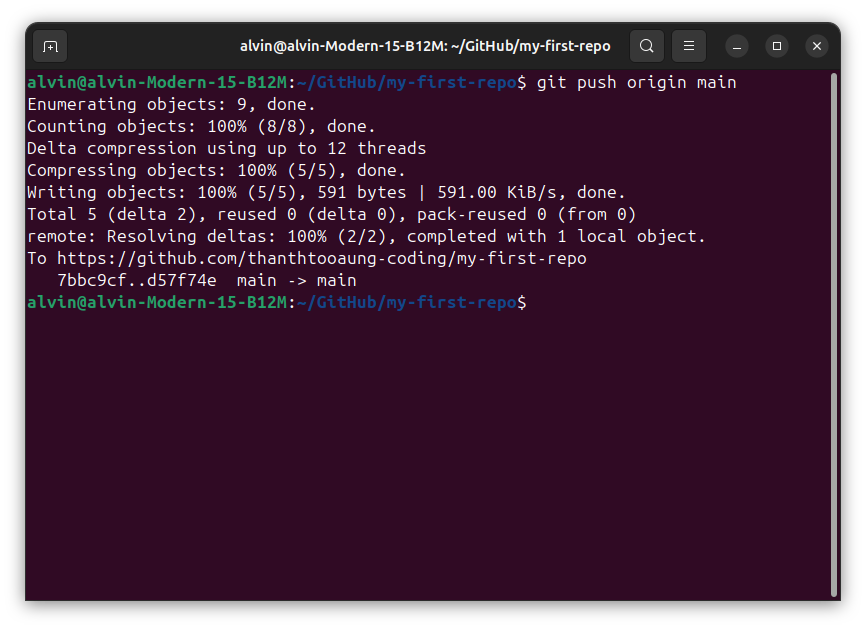 alvin@alvin-Modern-15-B12M: ~/GitHub/my-first-repo
alvin@alvin-Modern-15-B12M:~/GitHub/my-first-repo$ git push origin main
Enumerating objects: 9, done.
Counting objects: 100% (8/8), done.
Delta compression using up to 12 threads
Compressing objects: 100% (5/5), done.
Writing objects: 100% (5/5), 591 bytes | 591.00 KiB/s, done.
Total 5 (delta 2), reused 0 (delta 0), pack-reused 0 (from 0)
remote: Resolving deltas: 100% (2/2), completed with 1 local object.
To https://github.com/thanthtooaung-coding/my-first-repo
   7bbc9cf..d57f74e  main -> main
alvin@alvin-Modern-15-B12M:~/GitHub/my-first-repo$